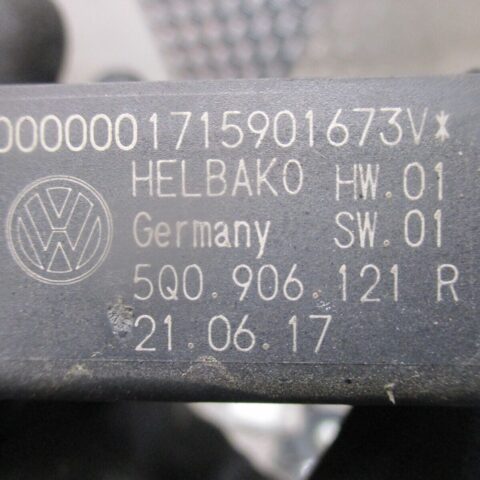 0000001715901673V*
HELBAKO HW.01
Germany SW.01
5Q0.906.121 R
21.06.17